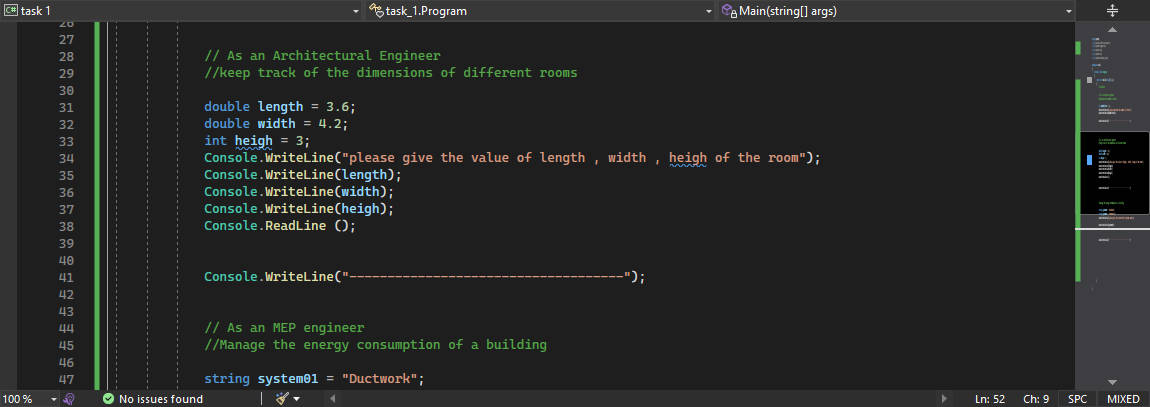 C# task 1
task_1.Program
Main(string[] args)
26
27
28 // As an Architectural Engineer
29 //keep track of the dimensions of different rooms
30
31 double length = 3.6;
32 double width = 4.2;
33 int heigh = 3;
34 Console.WriteLine("please give the value of length , width , heigh of the room");
35 Console.WriteLine(length);
36 Console.WriteLine(width);
37 Console.WriteLine(heigh);
38 Console.ReadLine ();
39
40
41 Console.WriteLine("------------------------------------");
42
43
44 // As an MEP engineer
45 //Manage the energy consumption of a building
46
47 string system01 = "Ductwork";
100 % No issues found Ln: 52 Ch: 9 SPC MIXED